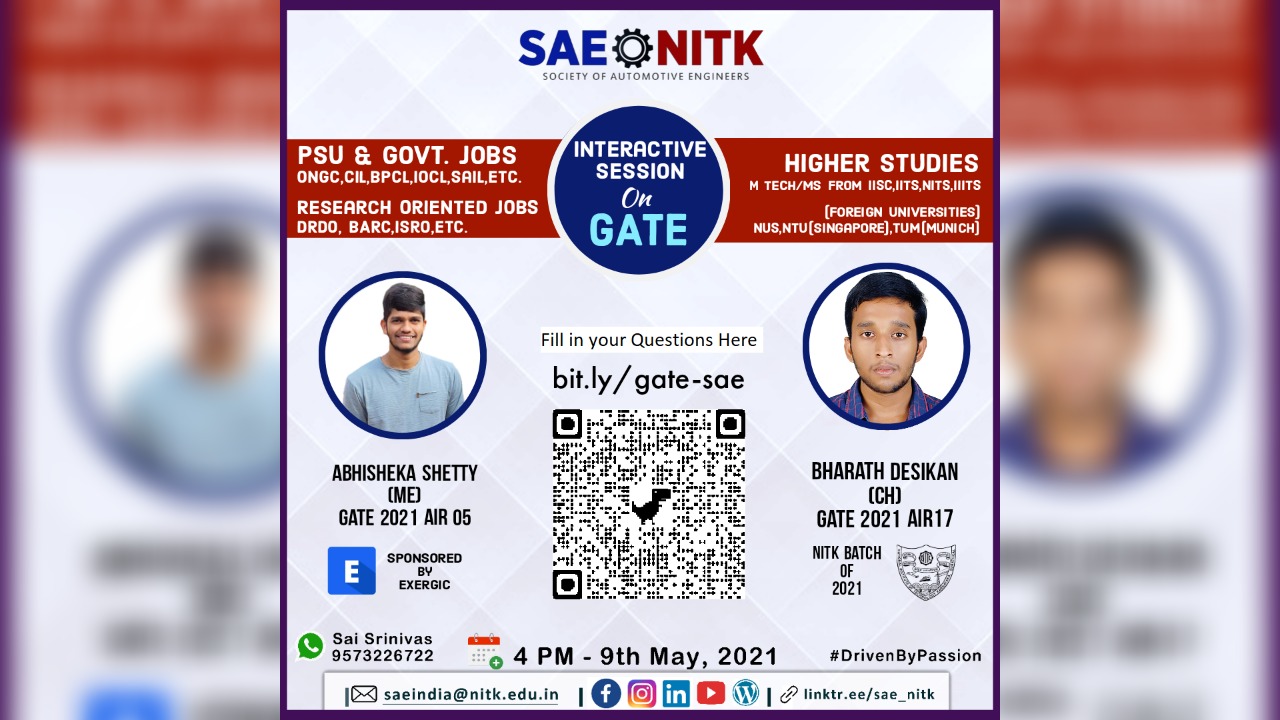 SAE NITK
SOCIETY OF AUTOMOTIVE ENGINEERS
PSU & GOVT. JOBS
ONGC,CIL,BPCL,IOCL,SAIL,ETC.
RESEARCH ORIENTED JOBS
DRDO, BARC,ISRO,ETC.
INTERACTIVE
SESSION
On
GATE
HIGHER STUDIES
M TECH/MS FROM IISC,IITS,NITS,IIITS
(FOREIGN UNIVERSITIES)
NUS,NTU(SINGAPORE),TUM(MUNICH)
Fill in your Questions Here
bit.ly/gate-sae
ABHISHEKA SHETTY
(ME)
GATE 2021 AIR 05
E
SPONSORED
BY
EXERGIC
BHARATH DESIKAN
(CH)
GATE 2021 AIR17
NITK BATCH
OF
2021
Sai Srinivas
9573226722
4 PM - 9th May, 2021
#DrivenByPassion
saeindia@nitk.edu.in
linktr.ee/sae_nitk